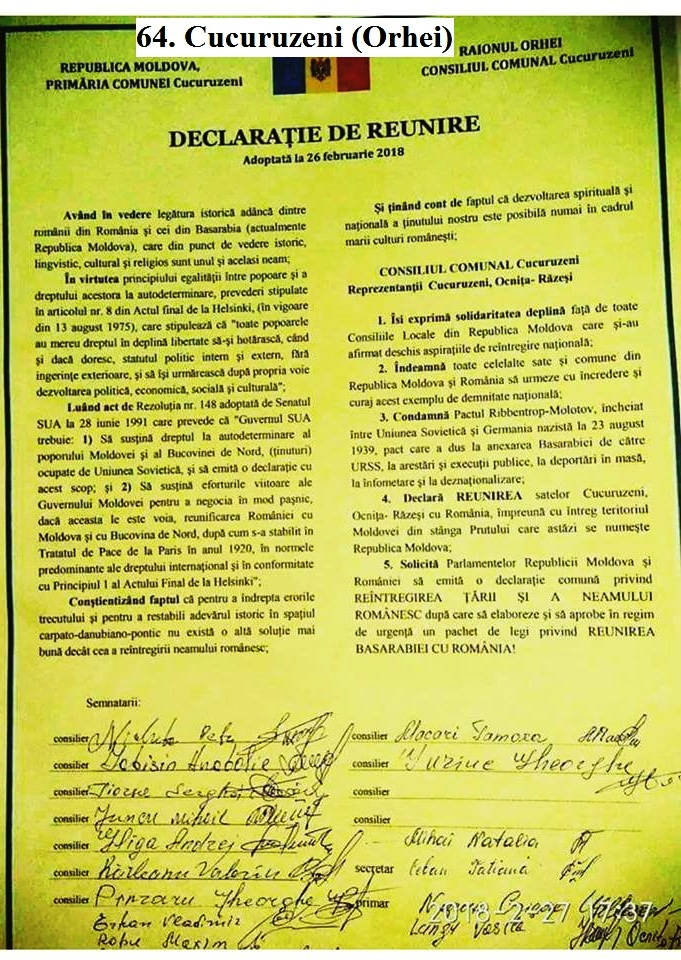 64. Cucuruzeni (Orhei)
REPUBLICA MOLDOVA,
PRIMĂRIA COMUNEI Cucuruzeni
RAIONUL ORHEI
CONSILIUL COMUNAL Cucuruzeni
DECLARAȚIE DE REUNIRE
Adoptată la 26 februarie 2018
Având în vedere legătura istorică adâncă dintre
românii din România și cei din Basarabia (actualmente
Republica Moldova), care din punct de vedere istoric,
lingvistic, cultural și religios sunt unul și acelasi neam;
În virtutea principiului egalității între popoare și a
dreptului acestora la autodeterminare, prevederi stipulate
în articolul nr. 8 din Actul final de la Helsinki, (în vigoare
din 13 august 1975), care stipulează că "toate popoarele
au mereu dreptul în deplină libertate să-și hotărască, când
și dacă doresc, statutul politic intern și extern, fără
ingerințe exterioare, și să își urmărească după propria voie
dezvoltarea politică, economică, socială și culturală";
Luând act de Rezoluția nr. 148 adoptată de Senatul
SUA la 28 iunie 1991 care prevede că "Guvernul SUA
trebuie: 1) Să susțină dreptul la autodeterminare al
poporului Moldovei și al Bucovinei de Nord, (ținuturi)
ocupate de Uniunea Sovietică, și să emită o declarație cu
acest scop; și 2) Să susțină eforturile viitoare ale
Guvernului Moldovei pentru a negocia în mod pașnic,
dacă aceasta le este voia, reunificarea României cu
Moldova și cu Bucovina de Nord, după cum s-a stabilit în
Tratatul de Pace de la Paris în anul 1920, în normele
predominante ale dreptului internațional și în conformitate
cu Principiul 1 al Actului Final de la Helsinki";
Conștientizând faptul că pentru a îndrepta erorile
trecutului și pentru a restabili adevărul istoric în spațiul
carpato-danubiano-pontic nu există o altă soluție mai
bună decât cea a reîntregirii neamului românesc;
Și ținând cont de faptul că dezvoltarea spirituală și
națională a ținutului nostru este posibilă numai în cadrul
marii culturi românești;
CONSILIUL COMUNAL Cucuruzeni
Reprezentanții Cucuruzeni, Ocnița- Răzeși
1. Îsi exprimă solidaritatea deplină față de toate
Consiliile Locale din Republica Moldova care și-au
afirmat deschis aspirațiile de reîntregire națională;
2. Îndeamnă toate celelalte sate și comune din
Republica Moldova și România să urmeze cu încredere și
curaj acest exemplu de demnitate națională;
3. Condamnă Pactul Ribbentrop-Molotov, încheiat
între Uniunea Sovietică și Germania nazistă la 23 august
1939, pact care a dus la anexarea Basarabiei de către
URSS, la arestări și execuții publice, la deportări în masă,
la înfometare și la deznaționalizare;
4. Declară REUNIREA satelor Cucuruzeni,
Ocnița- Răzeși cu România, împreună cu întreg teritoriul
Moldovei din stânga Prutului care astăzi se numește
Republica Moldova;
5. Solicită Parlamentelor Republicii Moldova și
României să emită o declarație comună privind
REÎNTREGIREA ȚĂRII ȘI A NEAMULUI
ROMÂNESC după care să elaboreze și să aprobe în regim
de urgență un pachet de legi privind REUNIREA
BASARABIEI CU ROMÂNIA!
Semnatarii:
consilier
consilier
consilier
consilier Juncu Mihail
consilier Andrei
consilier Răileanu Valeriu
consilier Gheorghe
Erhan Vladimir
Robu Maxim
consilier Tamara
consilier Gheorghe
consilier
consilier
Mihai Natalia
secretar Tatiana
primar
Lungu Vasile
2018-2-27 17:37